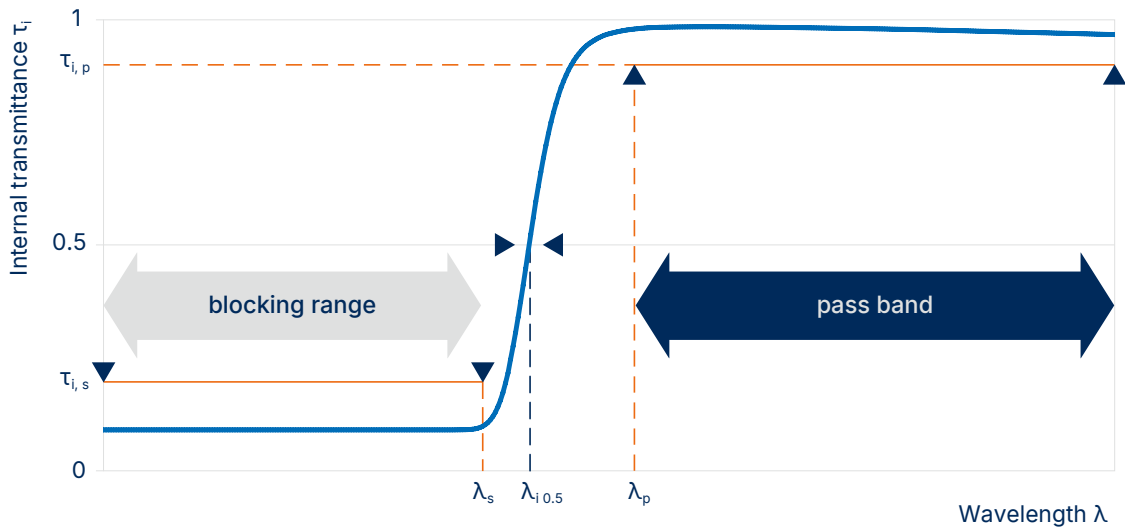 Internal transmittance τi
1
τi, p
0.5
blocking range
pass band
τi, s
0
λs
λi 0.5
λp
Wavelength λ